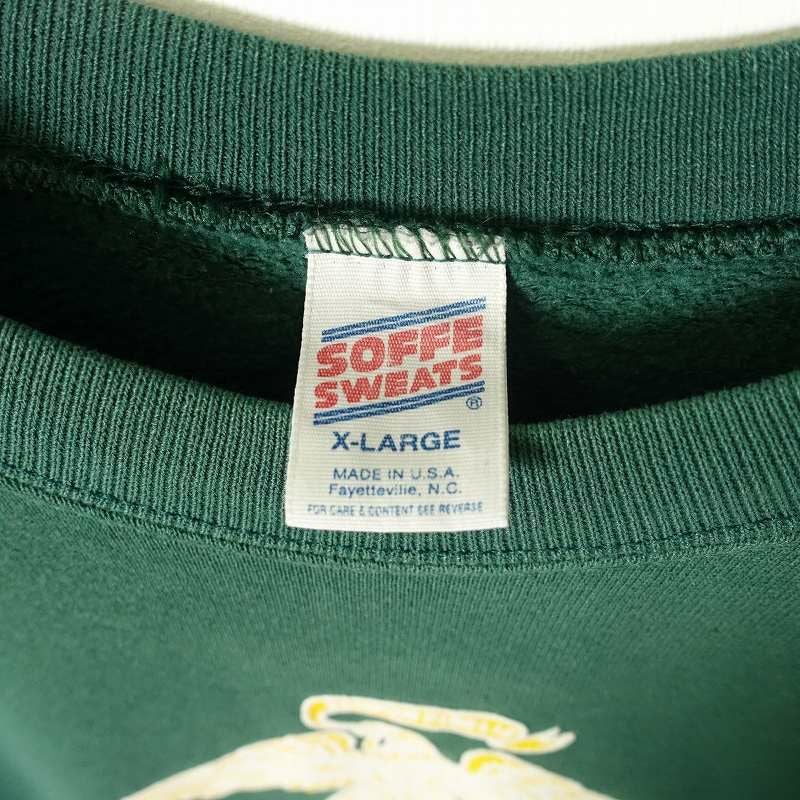 SOFFE
SWEATS
®
X-LARGE
MADE IN U.S.A.
Fayetteville, N.C.
FOR CARE & CONTENT SEE REVERSE